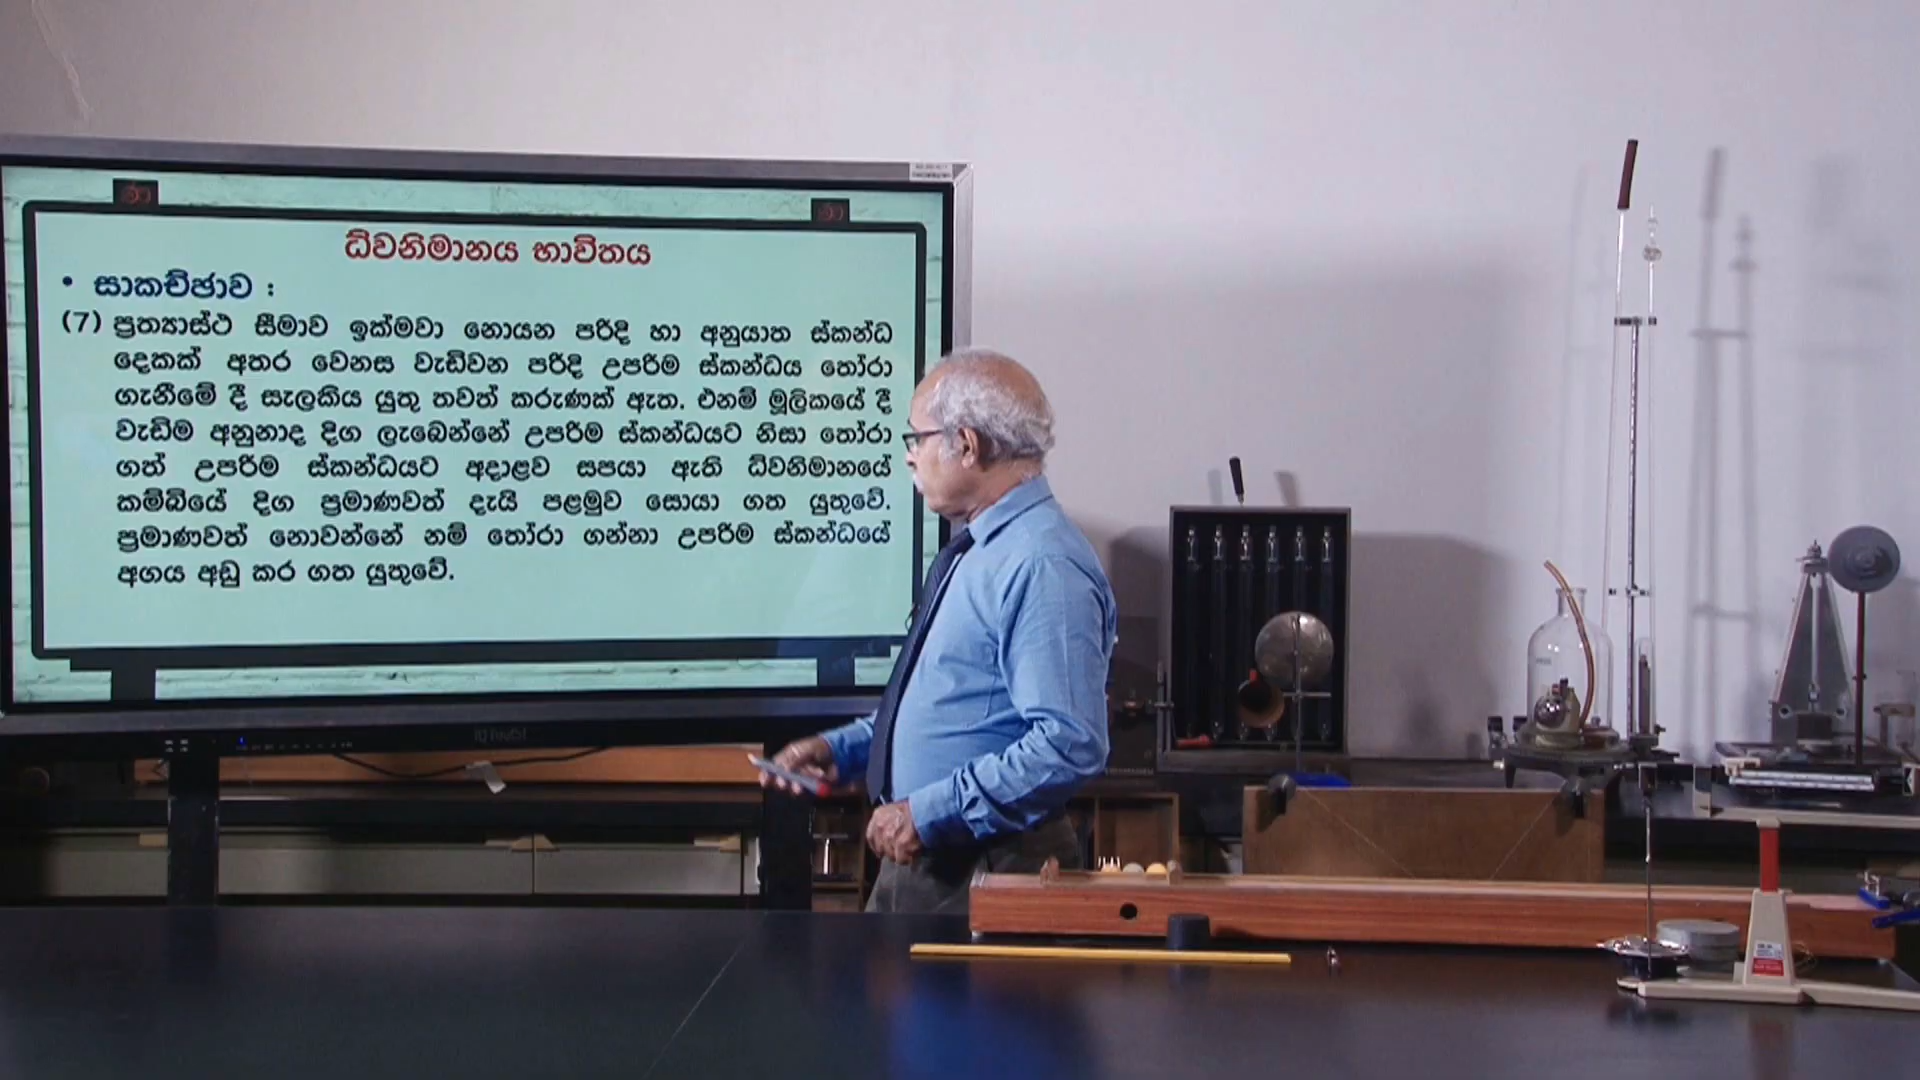 ධ්වනිමානය භාවිතය
• සාකච්ඡාව :
(7) ප්‍රත්‍යාස්ථ සීමාව ඉක්මවා නොයන පරිදි හා අනුයාත ස්කන්ධ
දෙකක් අතර වෙනස වැඩිවන පරිදි උපරිම ස්කන්ධය තෝරා
ගැනීමේ දී සැලකිය යුතු තවත් කරුණක් ඇත. එනම් මූලිකයේ දී
වැඩිම අනුනාද දිග ලැබෙන්නේ උපරිම ස්කන්ධයට නිසා තෝරා
ගත් උපරිම ස්කන්ධයට අදාළව සපයා ඇති ධ්වනිමානයේ
කම්බියේ දිග ප්‍රමාණවත් දැයි පළමුව සොයා ගත යුතුවේ.
ප්‍රමාණවත් නොවන්නේ නම් තෝරා ගන්නා උපරිම ස්කන්ධයේ
අගය අඩු කර ගත යුතුවේ.